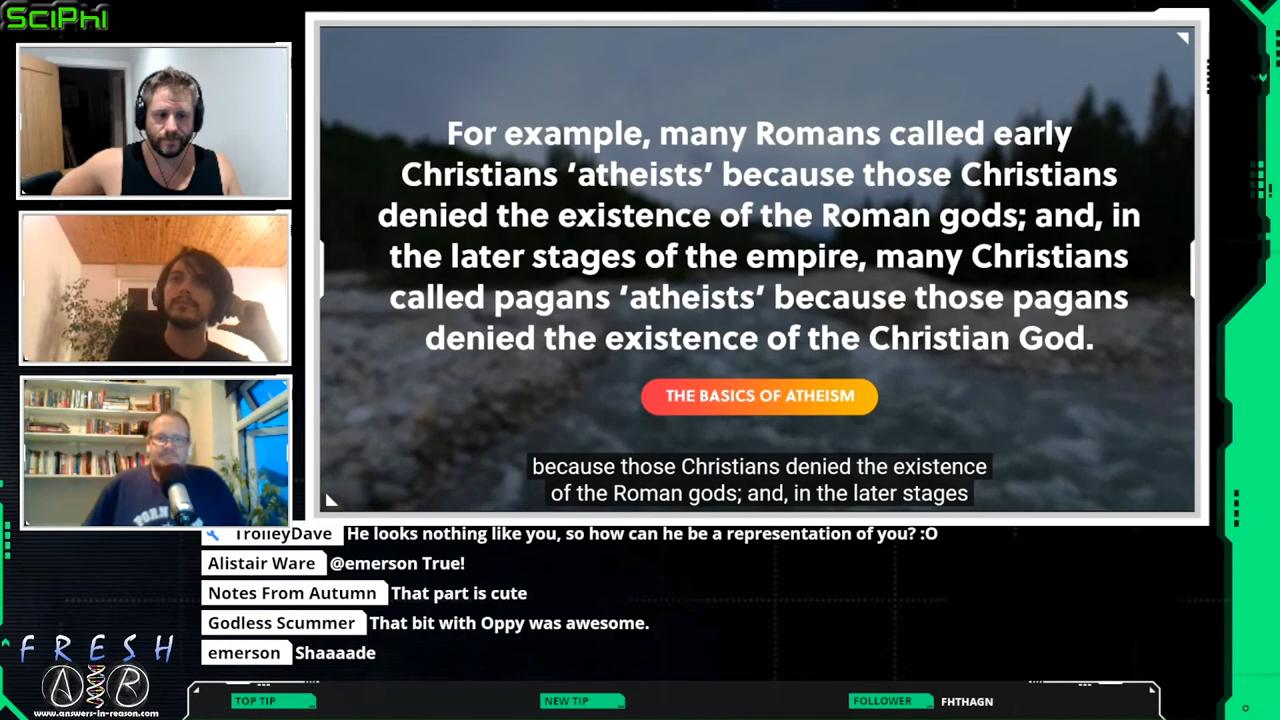 SciPhi
For example, many Romans called early
Christians ‘atheists’ because those Christians
denied the existence of the Roman gods; and, in
the later stages of the empire, many Christians
called pagans ‘atheists’ because those pagans
denied the existence of the Christian God.
THE BASICS OF ATHEISM
because those Christians denied the existence
of the Roman gods; and, in the later stages
PORN
TrolleyDave He looks nothing like you, so how can he be a representation of you? :O
Alistair Ware @emerson True!
Notes From Autumn That part is cute
Godless Scummer That bit with Oppy was awesome.
emerson Shaaaade
FRESH
A R
www.answers-in-reason.com
TOP TIP
NEW TIP
FOLLOWER FHTHAGN